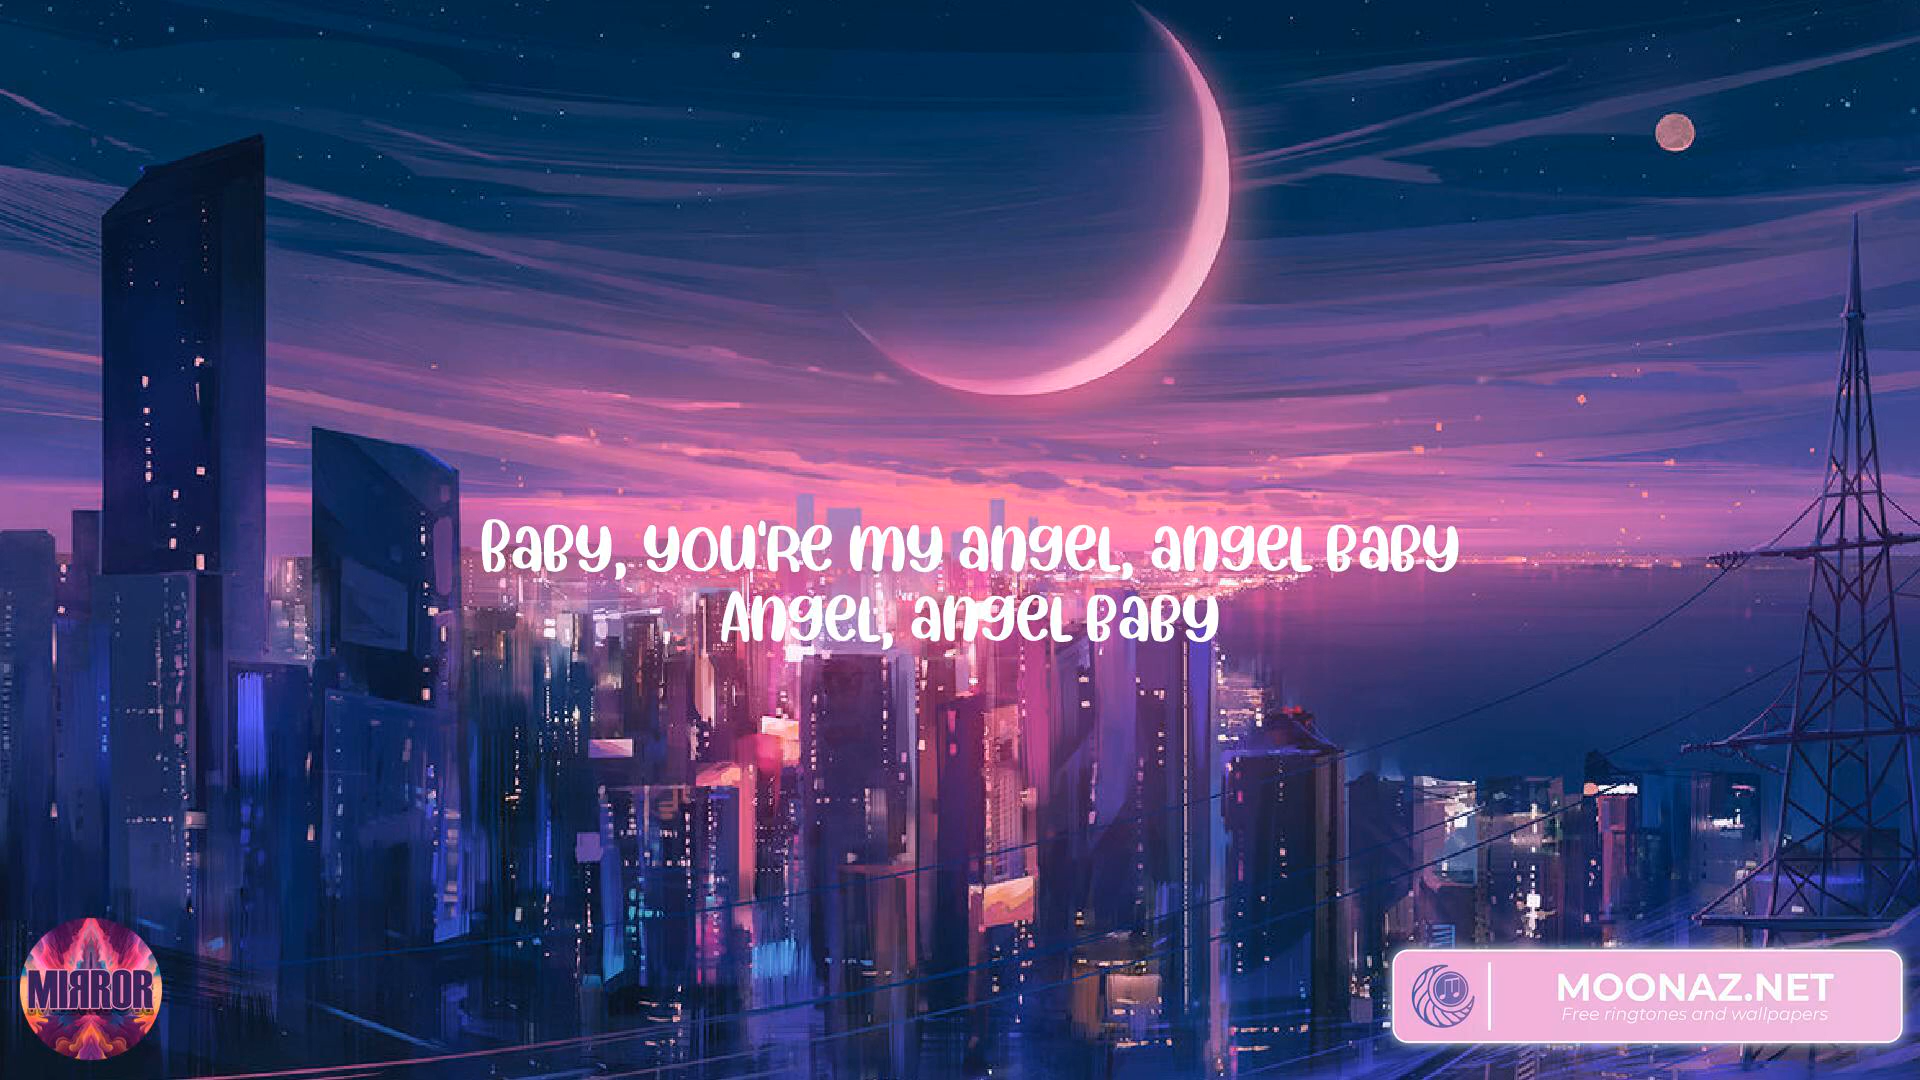 Baby, you're my angel, angel baby
Angel, angel baby
MIRROR
MOONAZ.NET
Free ringtones and wallpapers